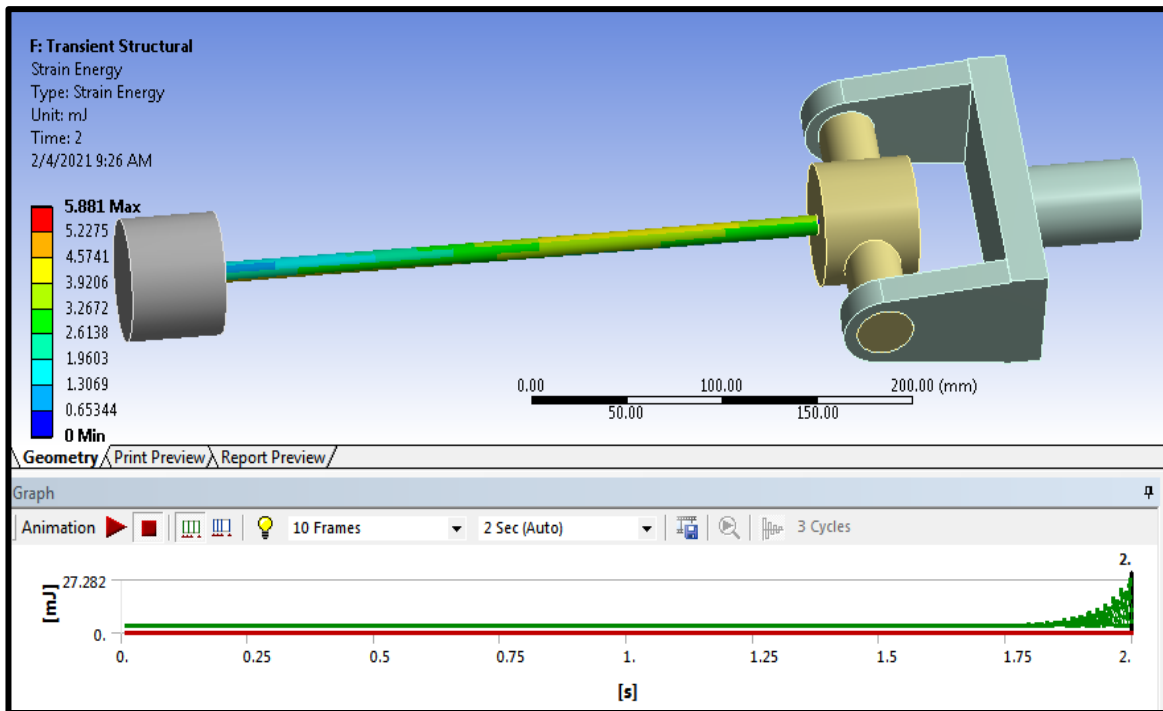 F: Transient Structural
Strain Energy
Type: Strain Energy
Unit: mJ
Time: 2
2/4/2021 9:26 AM
5.881 Max
5.2275
4.5741
3.9206
3.2672
2.6138
1.9603
1.3069
0.65344
0 Min
0.00 100.00 200.00 (mm)
50.00 150.00
Geometry Print Preview Report Preview
Graph
Animation 10 Frames 2 Sec (Auto) 3 Cycles
2.
27.282
[mJ]
0.
0. 0.25 0.5 0.75 1. 1.25 1.5 1.75 2.
[s]